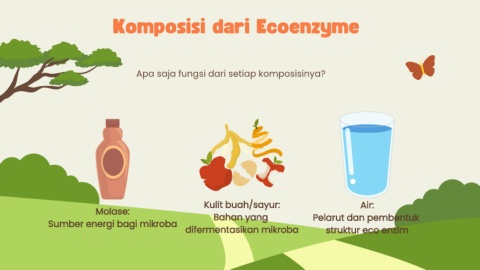 Komposisi dari Ecoenzyme
Apa saja fungsi dari setiap komposisinya?
Molase:
Sumber energi bagi mikroba
Kulit buah/sayur:
Bahan yang
difermentasikan mikroba
Air:
Pelarut dan pembentuk
struktur eco enzim